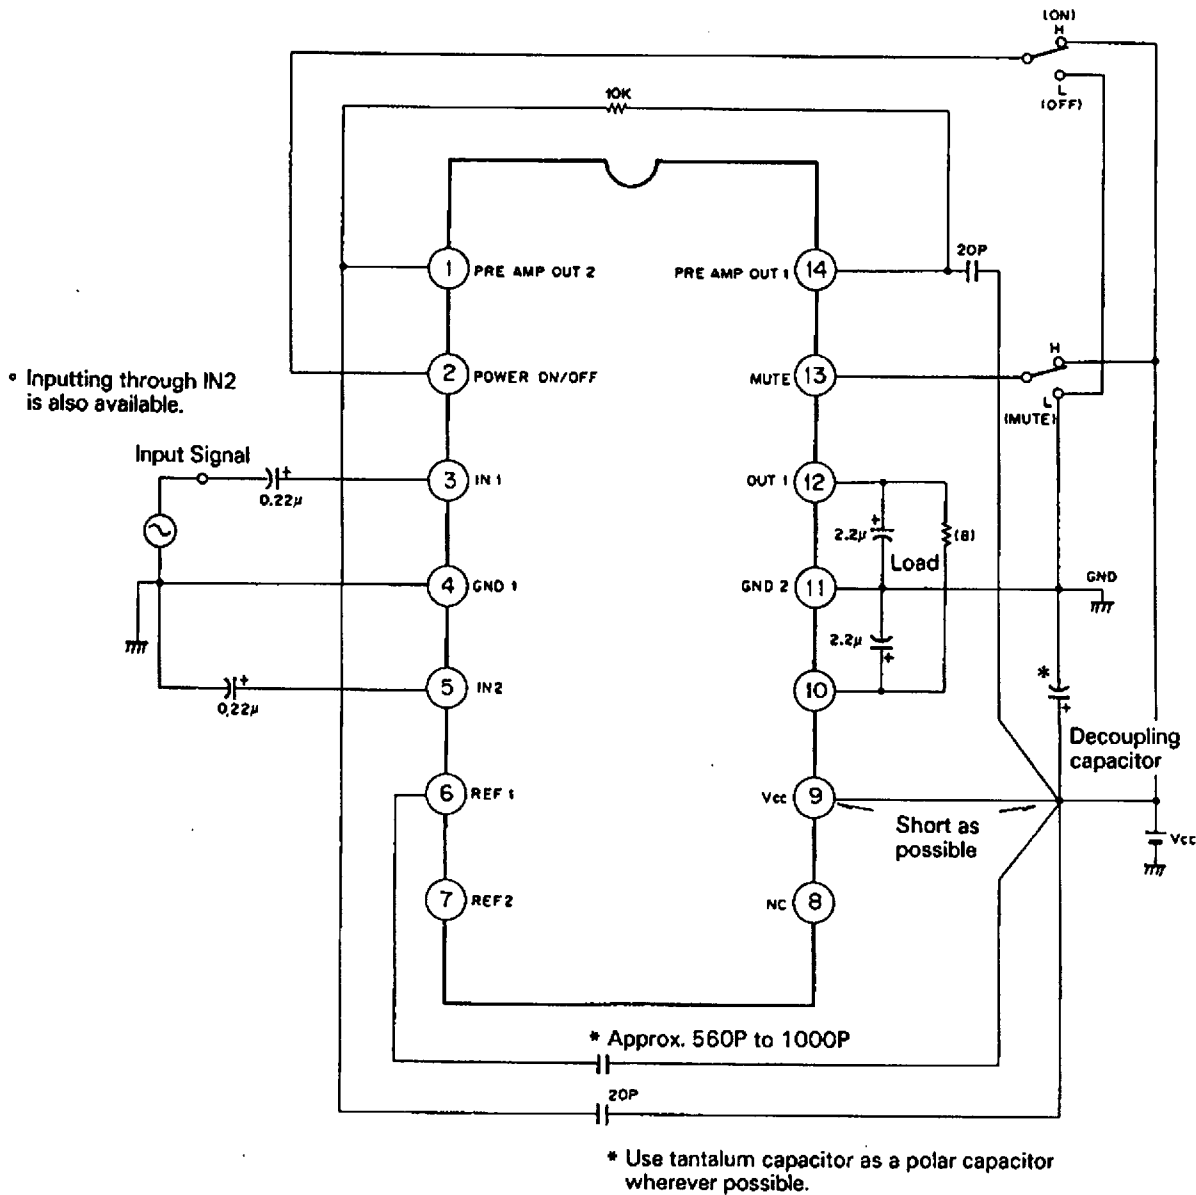 (ON)
H
L
(OFF)
10K
20P
1 PRE AMP OUT 2
PRE AMP OUT 1 14
2 POWER ON/OFF
MUTE 13
H
L
(MUTE)
° Inputting through IN2
is also available.
Input Signal
+
0.22μ
3 IN 1
OUT 1 12
+
2.2μ
(8)
Load
4 GND 1
GND 2 11
GND
2.2μ
+
+
0.22μ
5 IN2
10
*
+
Decoupling
capacitor
6 REF 1
Vcc 9
Short as
possible
Vcc
7 REF2
NC 8
* Approx. 560P to 1000P
20P
* Use tantalum capacitor as a polar capacitor
wherever possible.